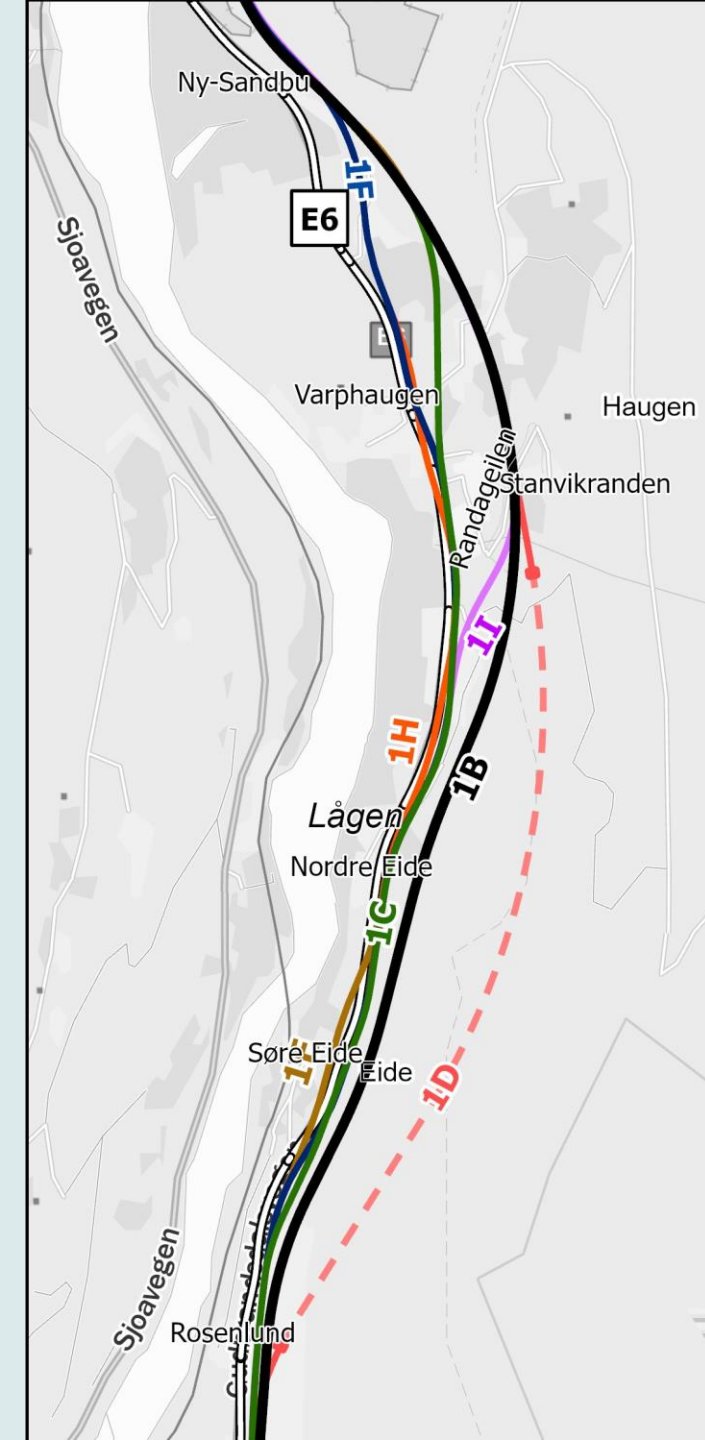 Ny-Sandbu
1F
E6
Sjoavegen
Varphaugen
Haugen
Randageilen
Stanvikranden
1I
1H
1B
Lågen
Nordre Eide
1C
Søre Eide
Eide
1D
Sjoavegen
Rosenlund